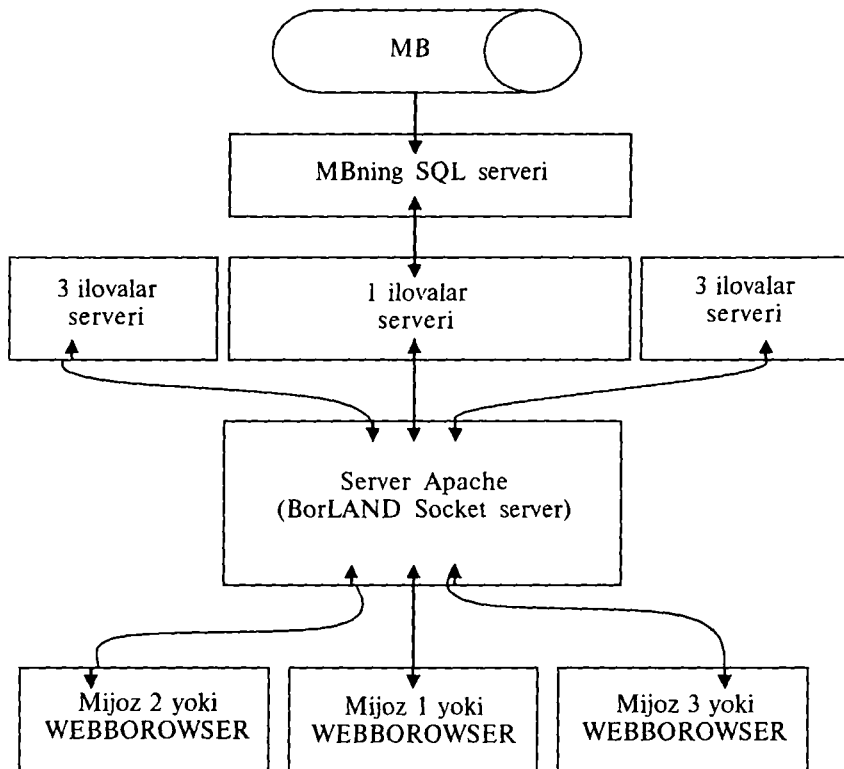 MB
MBning SQL serveri
3 ilovalar
serveri
1 ilovalar
serveri
3 ilovalar
serveri
Server Apache
(BorLAND Socket server)
Mijoz 2 yoki
WEBBOROWSER
Mijoz 1 yoki
WEBBOROWSER
Mijoz 3 yoki
WEBBOROWSER